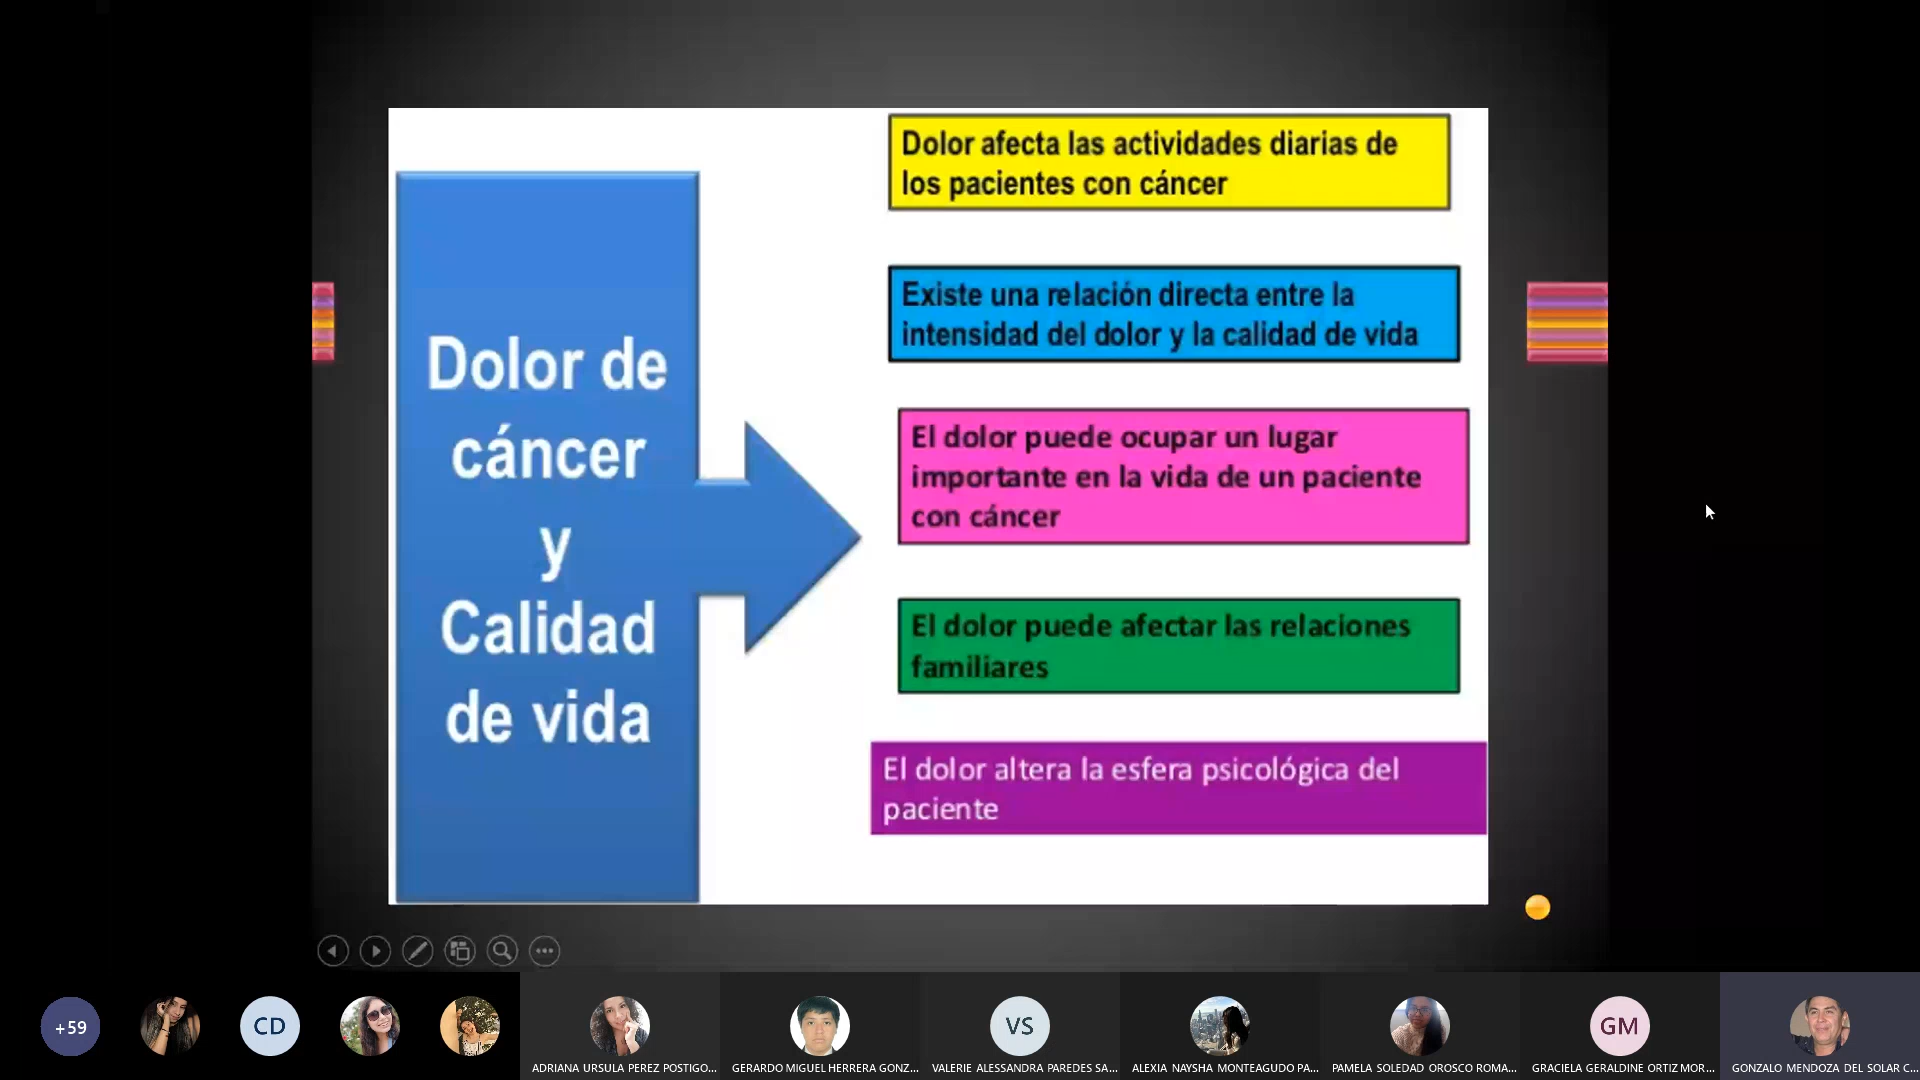 Dolor de
cáncer
y
Calidad
de vida
Dolor afecta las actividades diarias de
los pacientes con cáncer
Existe una relación directa entre la
intensidad del dolor y la calidad de vida
El dolor puede ocupar un lugar
importante en la vida de un paciente
con cáncer
El dolor puede afectar las relaciones
familiares
El dolor altera la esfera psicológica del
paciente
+59
CD
VS
GM
ADRIANA URSULA PEREZ POSTIGO...
GERARDO MIGUEL HERRERA GONZ...
VALERIE ALESSANDRA PAREDES SA...
ALEXIA NAYSHA MONTEAGUDO PA...
PAMELA SOLEDAD OROSCO ROMA...
GRACIELA GERALDINE ORTIZ MOR...
GONZALO MENDOZA DEL SOLAR C...